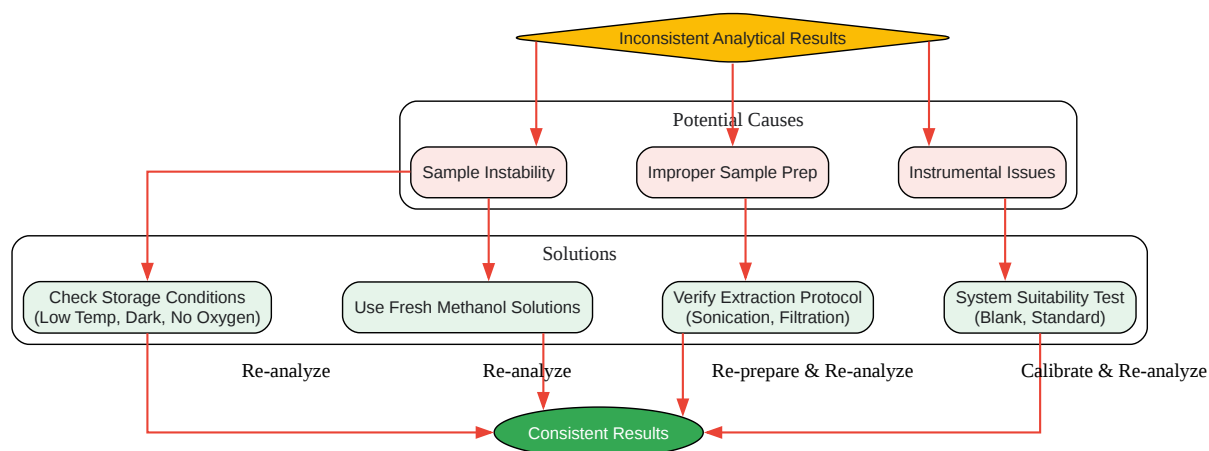 Inconsistent Analytical Results
Potential Causes
Sample Instability
Improper Sample Prep
Instrumental Issues
Solutions
Check Storage Conditions
(Low Temp, Dark, No Oxygen)
Use Fresh Methanol Solutions
Verify Extraction Protocol
(Sonication, Filtration)
System Suitability Test
(Blank, Standard)
Re-analyze
Re-analyze
Re-prepare & Re-analyze
Calibrate & Re-analyze
Consistent Results